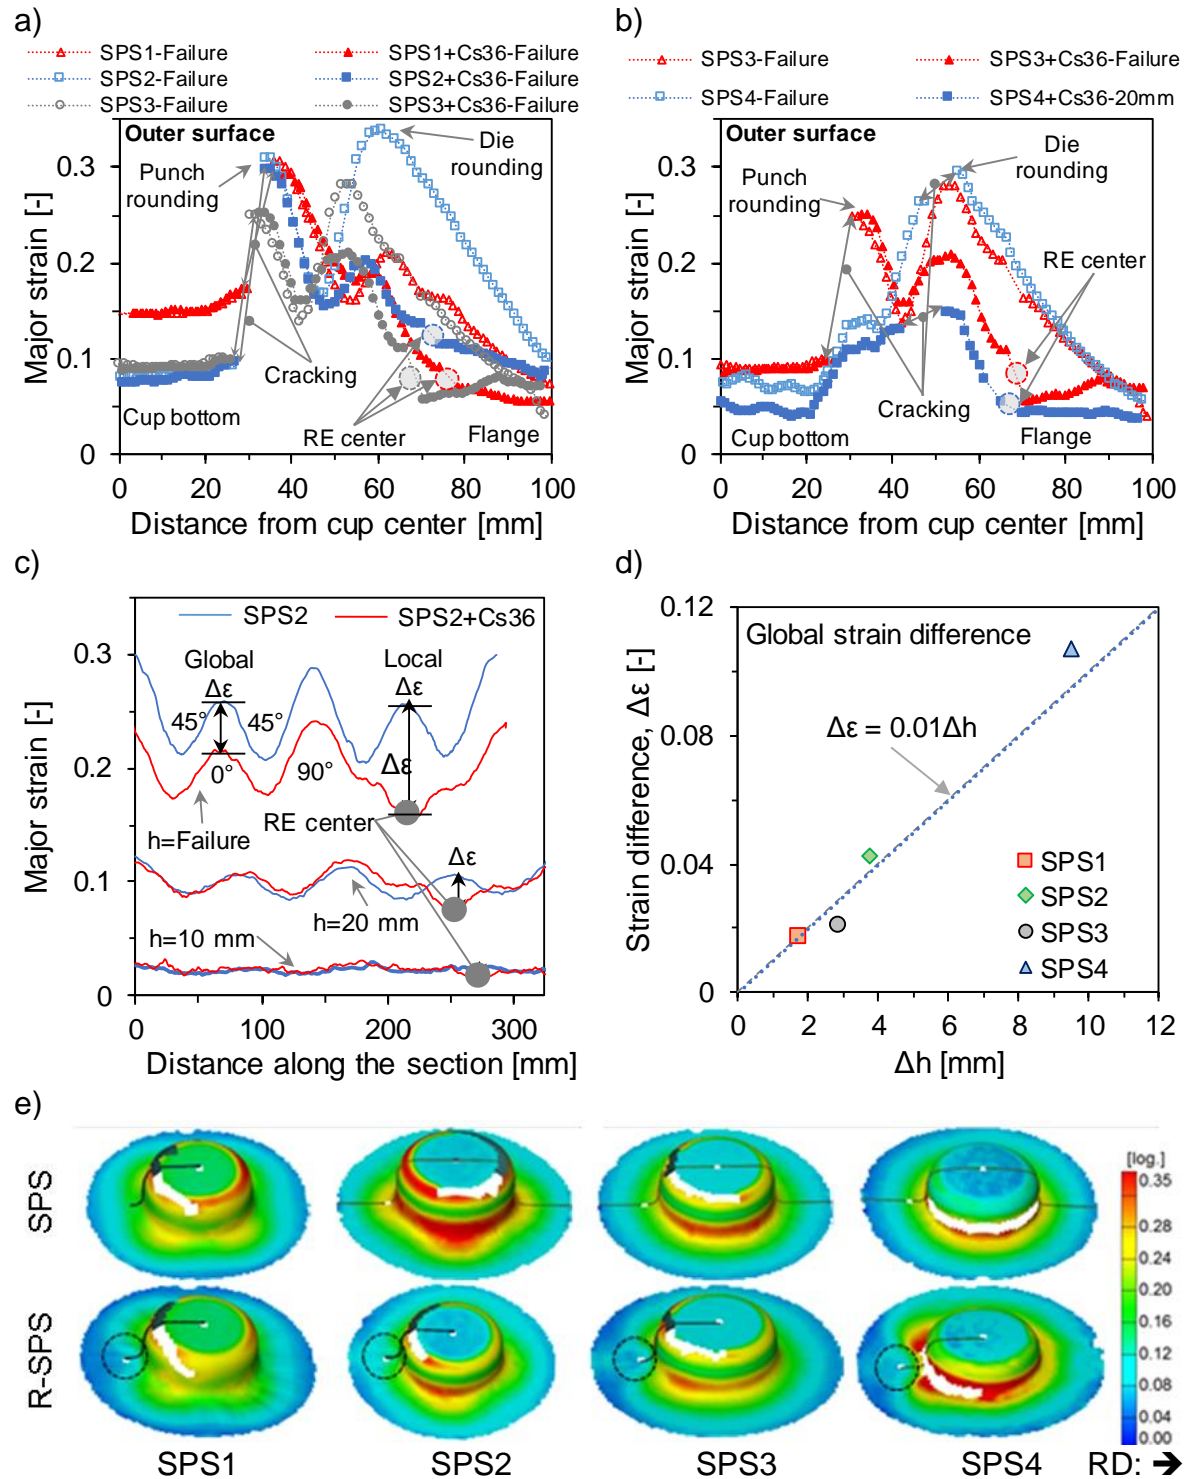 a)
SPS1-Failure
SPS1+Cs36-Failure
SPS2-Failure
SPS2+Cs36-Failure
SPS3-Failure
SPS3+Cs36-Failure
Outer surface
Punch
rounding
Die
rounding
Cracking
RE center
Cup bottom
Flange
Major strain [-]
0.3
0.2
0.1
0
0 20 40 60 80 100
Distance from cup center [mm]
b)
SPS3-Failure
SPS3+Cs36-Failure
SPS4-Failure
SPS4+Cs36-20mm
Outer surface
Punch
rounding
Die
rounding
RE center
Cracking
Cup bottom
Flange
Major strain [-]
0.3
0.2
0.1
0
0 20 40 60 80 100
Distance from cup center [mm]
c)
SPS2
SPS2+Cs36
Global
Δε
Local
Δε
45°
45°
0°
90°
Δε
RE center
h=Failure
Δε
h=20 mm
h=10 mm
Major strain [-]
0.3
0.2
0.1
0
0 100 200 300
Distance along the section [mm]
d)
Global strain difference
Δε = 0.01Δh
SPS1
SPS2
SPS3
SPS4
Strain difference, Δε [-]
0.12
0.08
0.04
0
0 2 4 6 8 10 12
Δh [mm]
e)
SPS
R-SPS
[log.]
0.35
0.28
0.20
0.16
0.10
0.08
0.04
0.00
SPS1
SPS2
SPS3
SPS4
RD: ➔